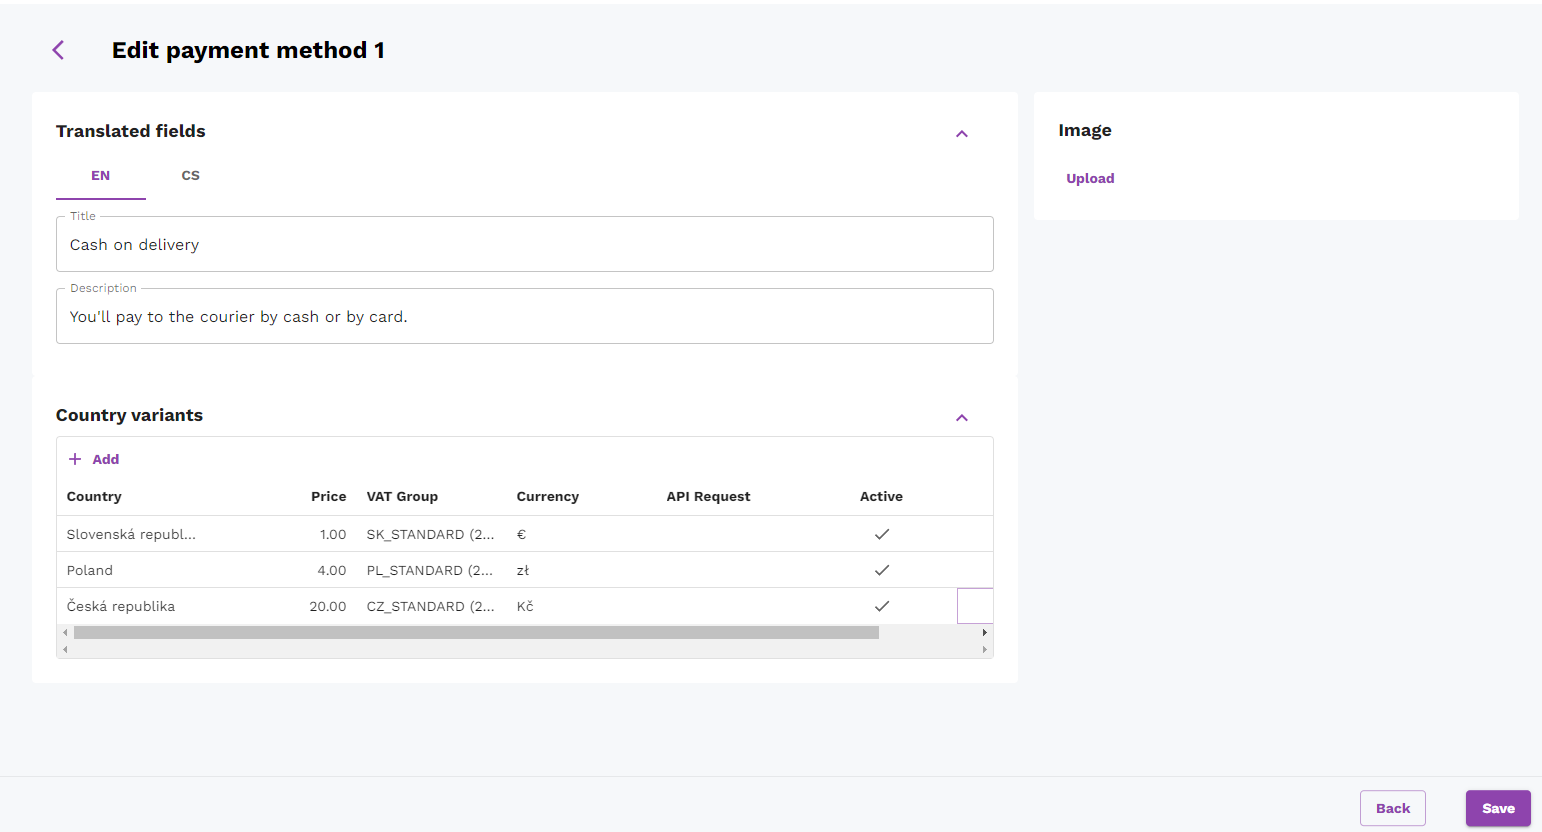 Edit payment method 1
Translated fields
EN CS
Title
Cash on delivery
Description
You'll pay to the courier by cash or by card.
Country variants
+ Add
Country Price VAT Group Currency API Request Active
Slovenská republ... 1.00 SK_STANDARD (2... €
Poland 4.00 PL_STANDARD (2... zł
Česká republika 20.00 CZ_STANDARD (2... Kč
Image
Upload
Back Save